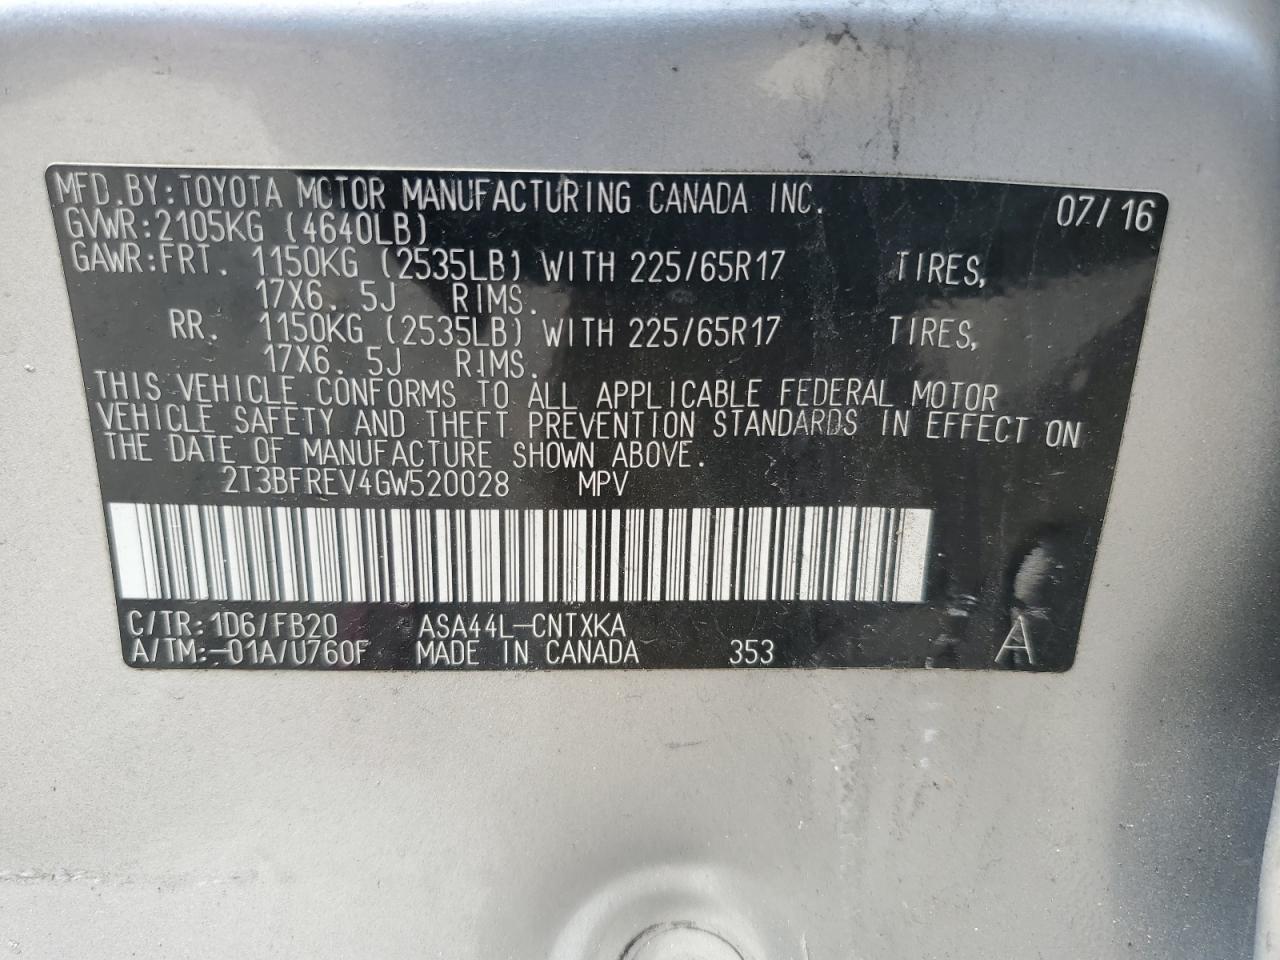 MFD.BY:TOYOTA MOTOR MANUFACTURING CANADA INC. 07/16
GVWR:2105KG (4640LB)
GAWR:FRT. 1150KG (2535LB) WITH 225/65R17 TIRES,
17X6. 5J RIMS.
RR. 1150KG (2535LB) WITH 225/65R17 TIRES,
17X6. 5J RIMS.
THIS VEHICLE CONFORMS TO ALL APPLICABLE FEDERAL MOTOR
VEHICLE SAFETY AND THEFT PREVENTION STANDARDS IN EFFECT ON
THE DATE OF MANUFACTURE SHOWN ABOVE.
2T3BFREV4GW520028 MPV
C/TR:1D6/FB20 ASA44L-CNTXKA
A/TM:-01A/U760F MADE IN CANADA 353 A